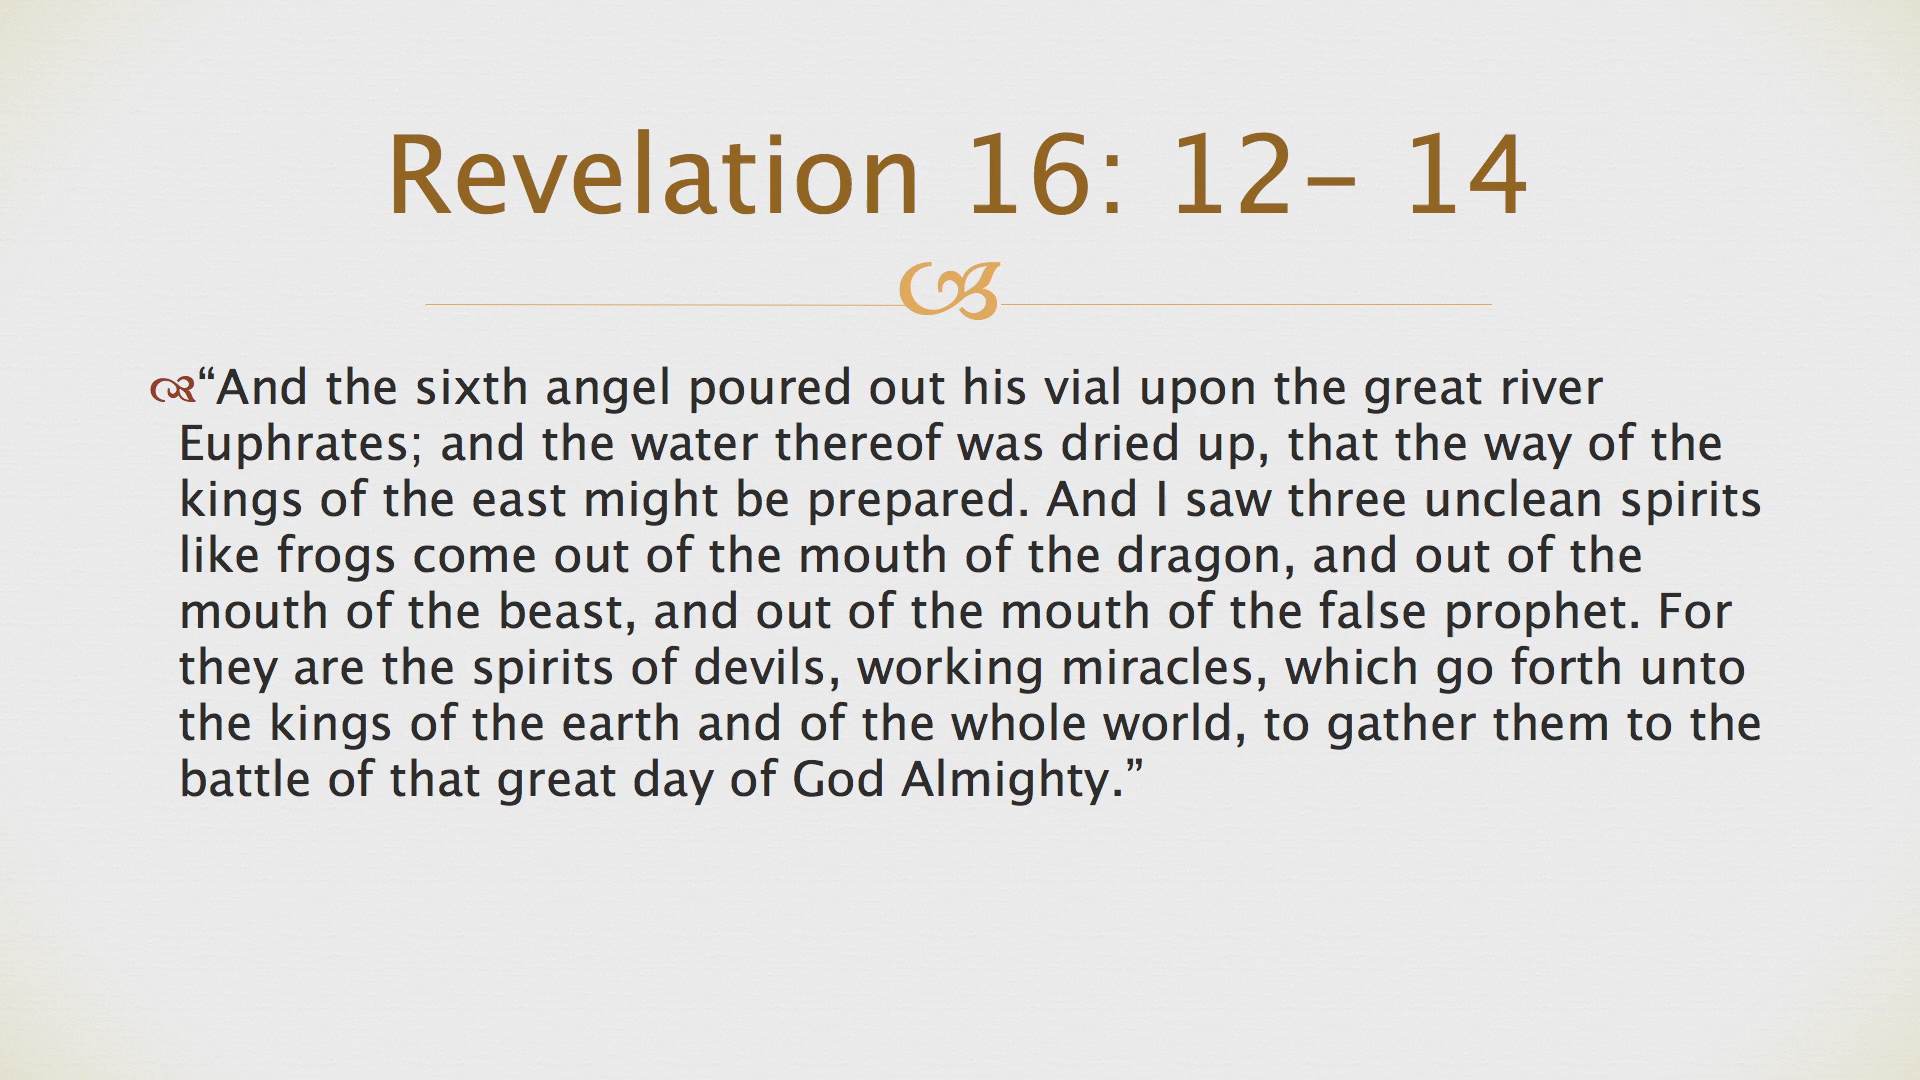 Revelation 16: 12– 14
“And the sixth angel poured out his vial upon the great river
Euphrates; and the water thereof was dried up, that the way of the
kings of the east might be prepared. And I saw three unclean spirits
like frogs come out of the mouth of the dragon, and out of the
mouth of the beast, and out of the mouth of the false prophet. For
they are the spirits of devils, working miracles, which go forth unto
the kings of the earth and of the whole world, to gather them to the
battle of that great day of God Almighty.”